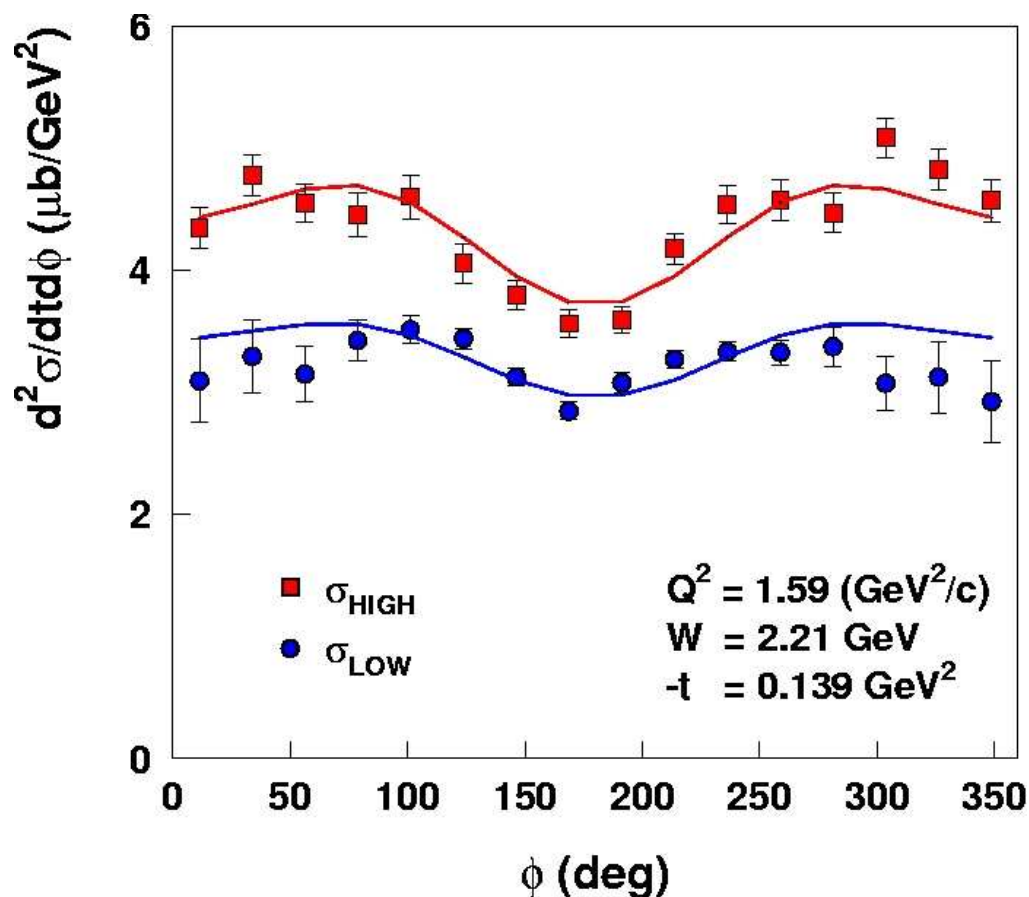 d² σ/dtdϕ (μb/GeV²)
6
4
2
0
σHIGH
σLOW
Q² = 1.59 (GeV²/c)
W = 2.21 GeV
-t = 0.139 GeV²
0 50 100 150 200 250 300 350
ϕ (deg)